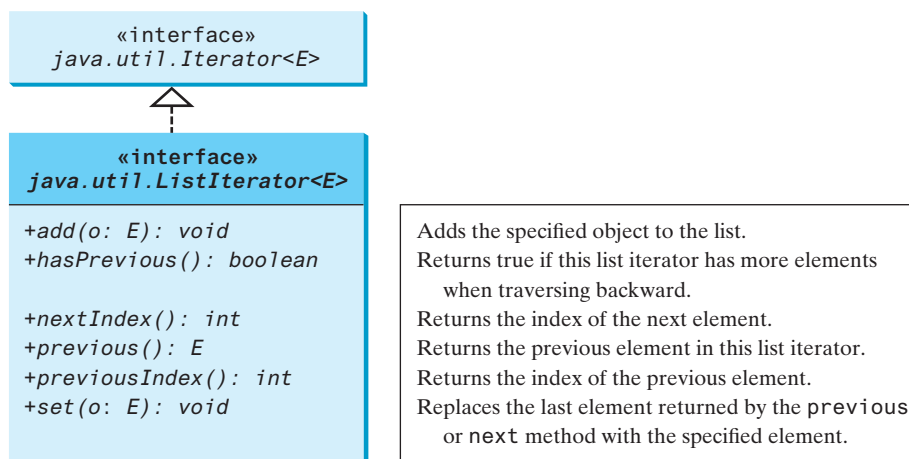 «interface»
java.util.Iterator<E>
«interface»
java.util.ListIterator<E>
+add(o: E): void
+hasPrevious(): boolean
+nextIndex(): int
+previous(): E
+previousIndex(): int
+set(o: E): void
Adds the specified object to the list.
Returns true if this list iterator has more elements
when traversing backward.
Returns the index of the next element.
Returns the previous element in this list iterator.
Returns the index of the previous element.
Replaces the last element returned by the previous
or next method with the specified element.